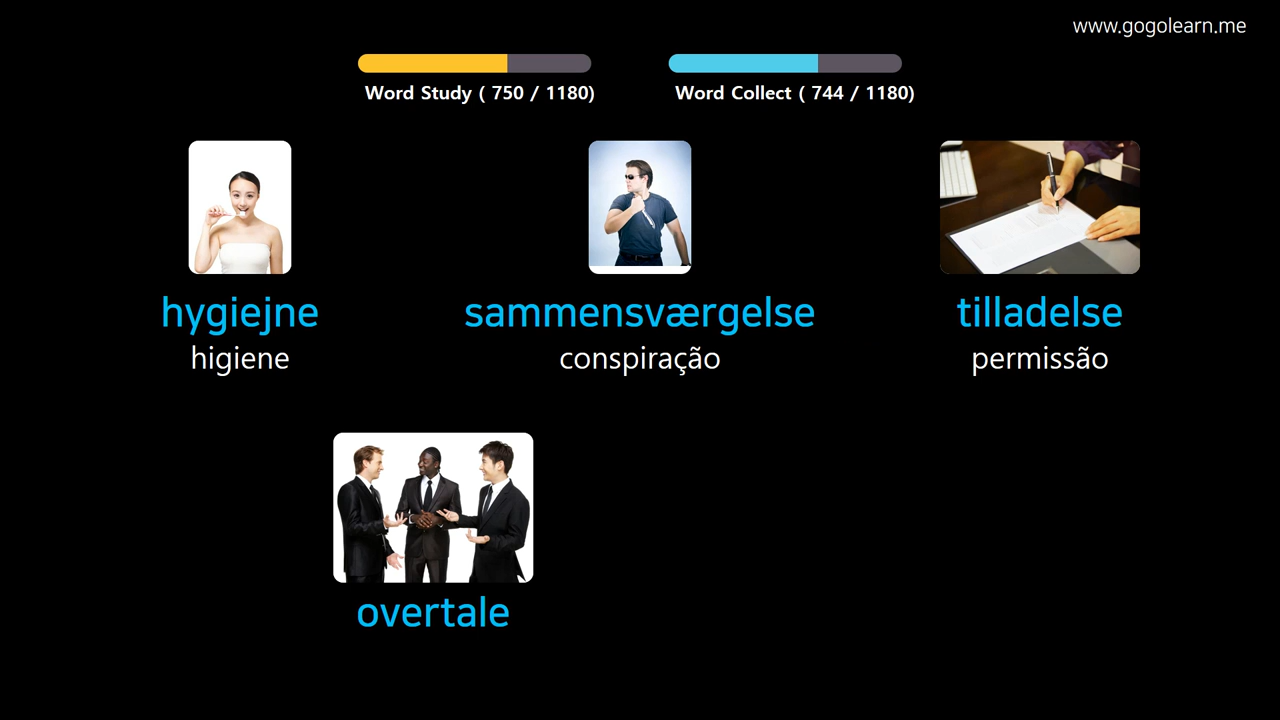 www.gogolearn.me
Word Study ( 750 / 1180)
Word Collect ( 744 / 1180)
hygiejne
higiene
sammensværgelse
conspiração
tilladelse
permissão
overtale